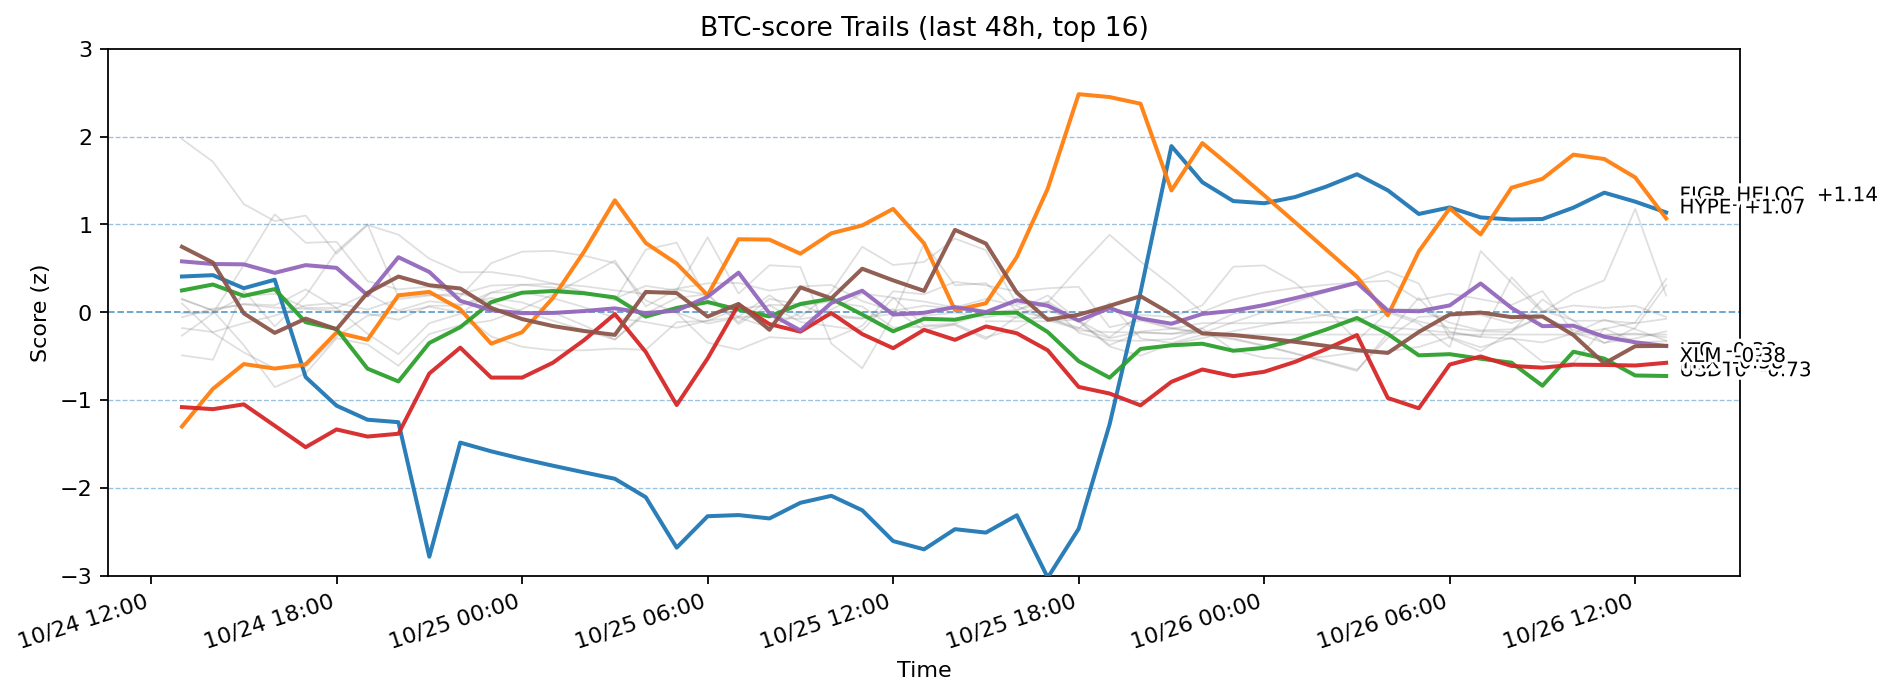 BTC-score Trails (last 48h, top 16)
Score (z)
3
2
1
0
−1
−2
−3
FIGR_HELOC +1.14
HYPE +1.07
XLM -0.38
10/24 12:00
10/24 18:00
10/25 00:00
10/25 06:00
10/25 12:00
10/25 18:00
10/26 00:00
10/26 06:00
10/26 12:00
Time